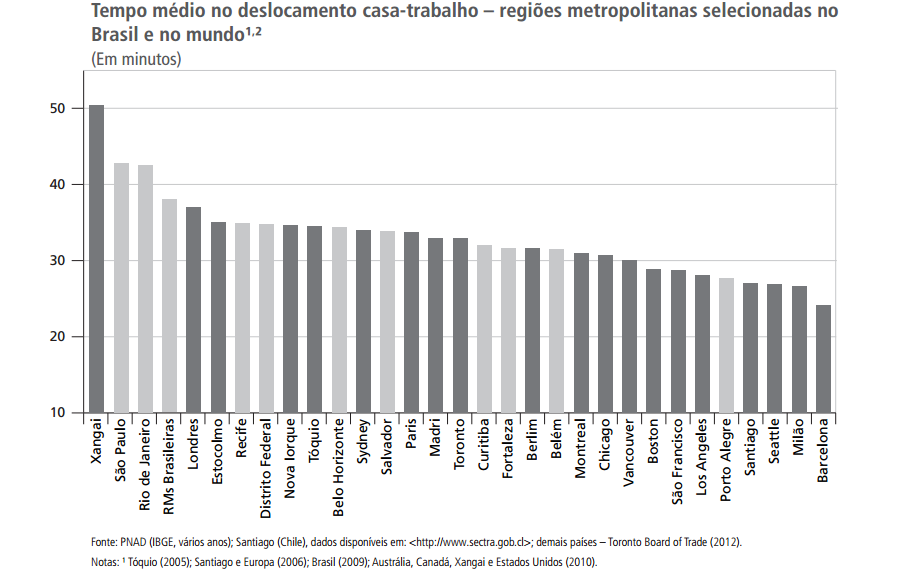 Tempo médio no deslocamento casa-trabalho – regiões metropolitanas selecionadas no
Brasil e no mundo¹,²
(Em minutos)
50
40
30
20
10
Xangai
São Paulo
Rio de Janeiro
RMs Brasileiras
Londres
Estocolmo
Recife
Distrito Federal
Nova Iorque
Tóquio
Belo Horizonte
Sydney
Salvador
Paris
Madri
Toronto
Curitiba
Fortaleza
Berlim
Belém
Montreal
Chicago
Vancouver
Boston
São Francisco
Los Angeles
Porto Alegre
Santiago
Seattle
Milão
Barcelona
Fonte: PNAD (IBGE, vários anos); Santiago (Chile), dados disponíveis em: <http://www.sectra.gob.cl>; demais países – Toronto Board of Trade (2012).
Notas: ¹ Tóquio (2005); Santiago e Europa (2006); Brasil (2009); Austrália, Canadá, Xangai e Estados Unidos (2010).